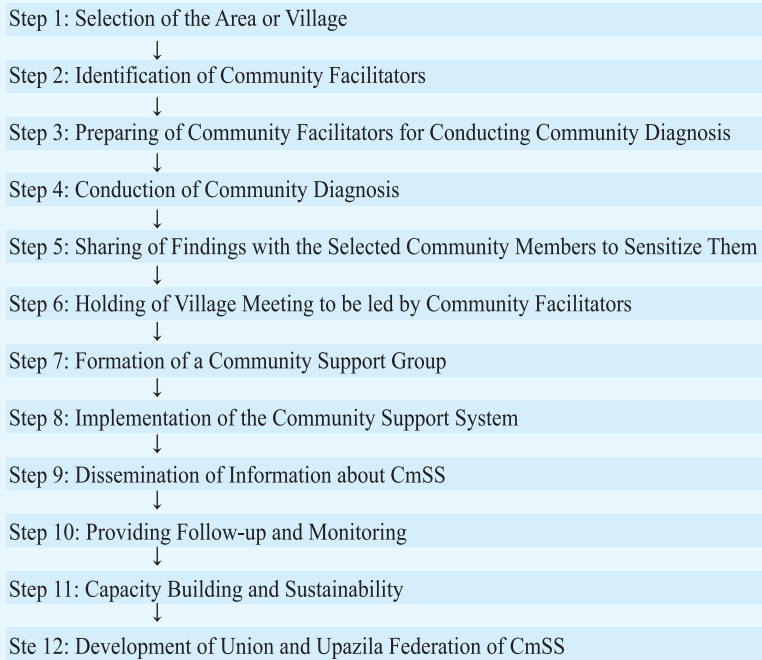 Step 1: Selection of the Area or Village
↓
Step 2: Identification of Community Facilitators
↓
Step 3: Preparing of Community Facilitators for Conducting Community Diagnosis
↓
Step 4: Conduction of Community Diagnosis
↓
Step 5: Sharing of Findings with the Selected Community Members to Sensitize Them
↓
Step 6: Holding of Village Meeting to be led by Community Facilitators
↓
Step 7: Formation of a Community Support Group
↓
Step 8: Implementation of the Community Support System
↓
Step 9: Dissemination of Information about CmSS
↓
Step 10: Providing Follow-up and Monitoring
↓
Step 11: Capacity Building and Sustainability
↓
Ste 12: Development of Union and Upazila Federation of CmSS